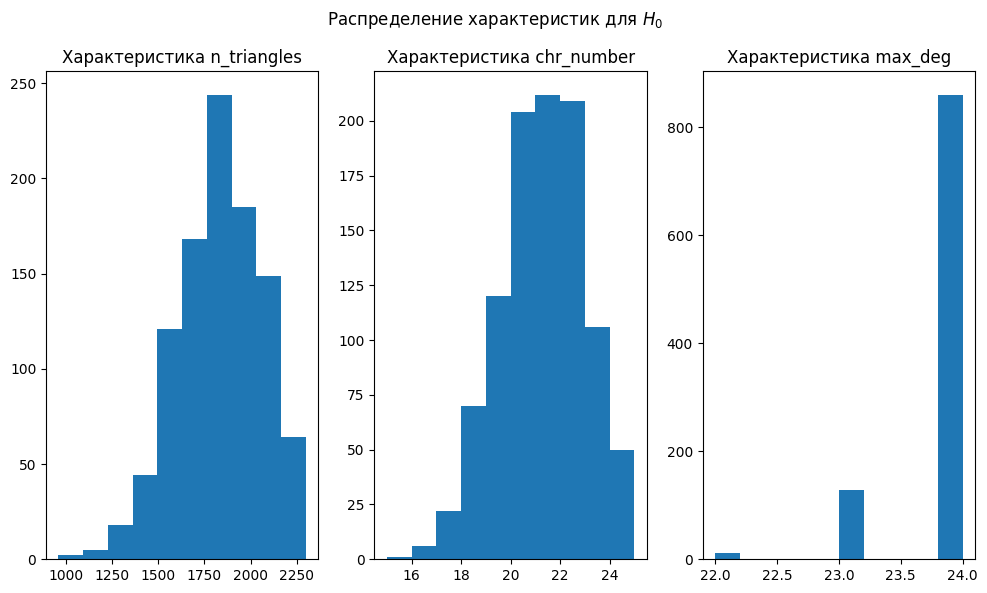 Распределение характеристик для H₀
Характеристика n_triangles
250
200
150
100
50
0
1000 1250 1500 1750 2000 2250
Характеристика chr_number
200
175
150
125
100
75
50
25
0
16 18 20 22 24
Характеристика max_deg
800
600
400
200
0
22.0 22.5 23.0 23.5 24.0